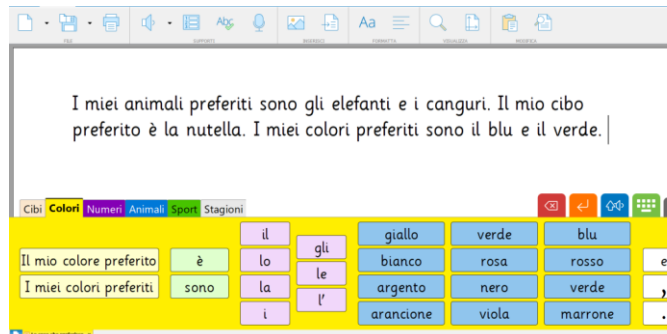 Abc Aa
FILE SUPPORTI INSERISCI FORMATTA VISUALIZZA MODIFICA
I miei animali preferiti sono gli elefanti e i canguri. Il mio cibo
preferito è la nutella. I miei colori preferiti sono il blu e il verde.
Cibi Colori Numeri Animali Sport Stagioni
il giallo verde blu
gli
Il mio colore preferito è lo bianco rosa rosso e
le
I miei colori preferiti sono la argento nero verde ,
l'
i arancione viola marrone .